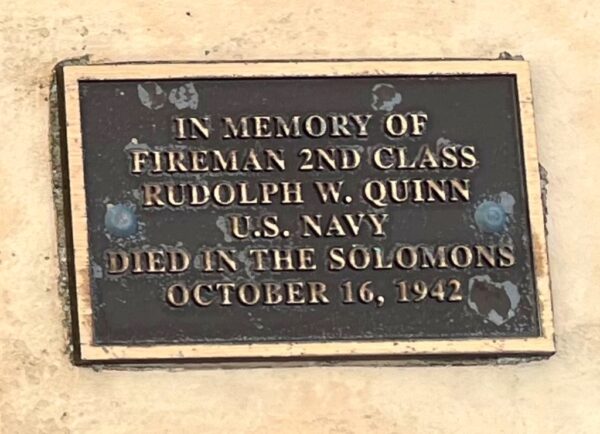 IN MEMORY OF
FIREMAN 2ND CLASS
RUDOLPH W. QUINN
U.S. NAVY
DIED IN THE SOLOMONS
OCTOBER 16, 1942